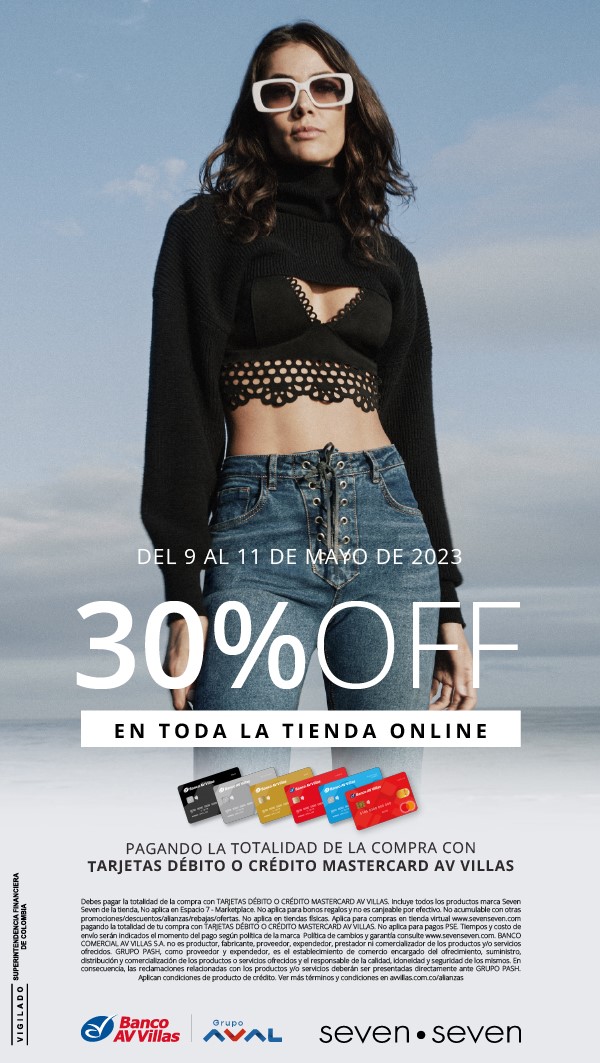 DEL 9 AL 11 DE MAYO DE 2023
30%OFF
EN TODA LA TIENDA ONLINE
Banco AV Villas
PAGANDO LA TOTALIDAD DE LA COMPRA CON
TARJETAS DÉBITO O CRÉDITO MASTERCARD AV VILLAS
Debes pagar la totalidad de la compra con TARJETAS DÉBITO O CRÉDITO MASTERCARD AV VILLAS. Incluye todos los productos marca Seven
Seven de la tienda, No aplica en Espacio 7 - Marketplace. No aplica para bonos regalos y no es canjeable por efectivo. No acumulable con otras
promociones/descuentos/alianzas/rebajas/ofertas. No aplica en tiendas físicas. Aplica para compras en tienda virtual www.sevenseven.com
pagando la totalidad de tu compra con TARJETAS DÉBITO O CRÉDITO MASTERCARD AV VILLAS. No aplica para pagos PSE. Tiempos y costo de
envío serán indicados al momento del pago según política de la marca Política de cambios y garantía consulte www.sevenseven.com. BANCO
COMERCIAL AV VILLAS S.A. no es productor, fabricante, proveedor, expendedor, prestador ni comercializador de los productos y/o servicios
ofrecidos. GRUPO PASH, como proveedor y expendedor, es el establecimiento de comercio encargado del ofrecimiento, suministro,
distribución y comercialización de los productos o servicios ofrecidos y el responsable de la calidad, idoneidad y seguridad de los mismos. En
consecuencia, las reclamaciones relacionadas con los productos y/o servicios deberán ser presentadas directamente ante GRUPO PASH.
Aplican condiciones de producto de crédito. Ver más términos y condiciones en avvillas.com.co/alianzas
VIGILADO
SUPERINTENDENCIA FINANCIERA
DE COLOMBIA
Banco
AV Villas
Grupo
AVAL
seven•seven